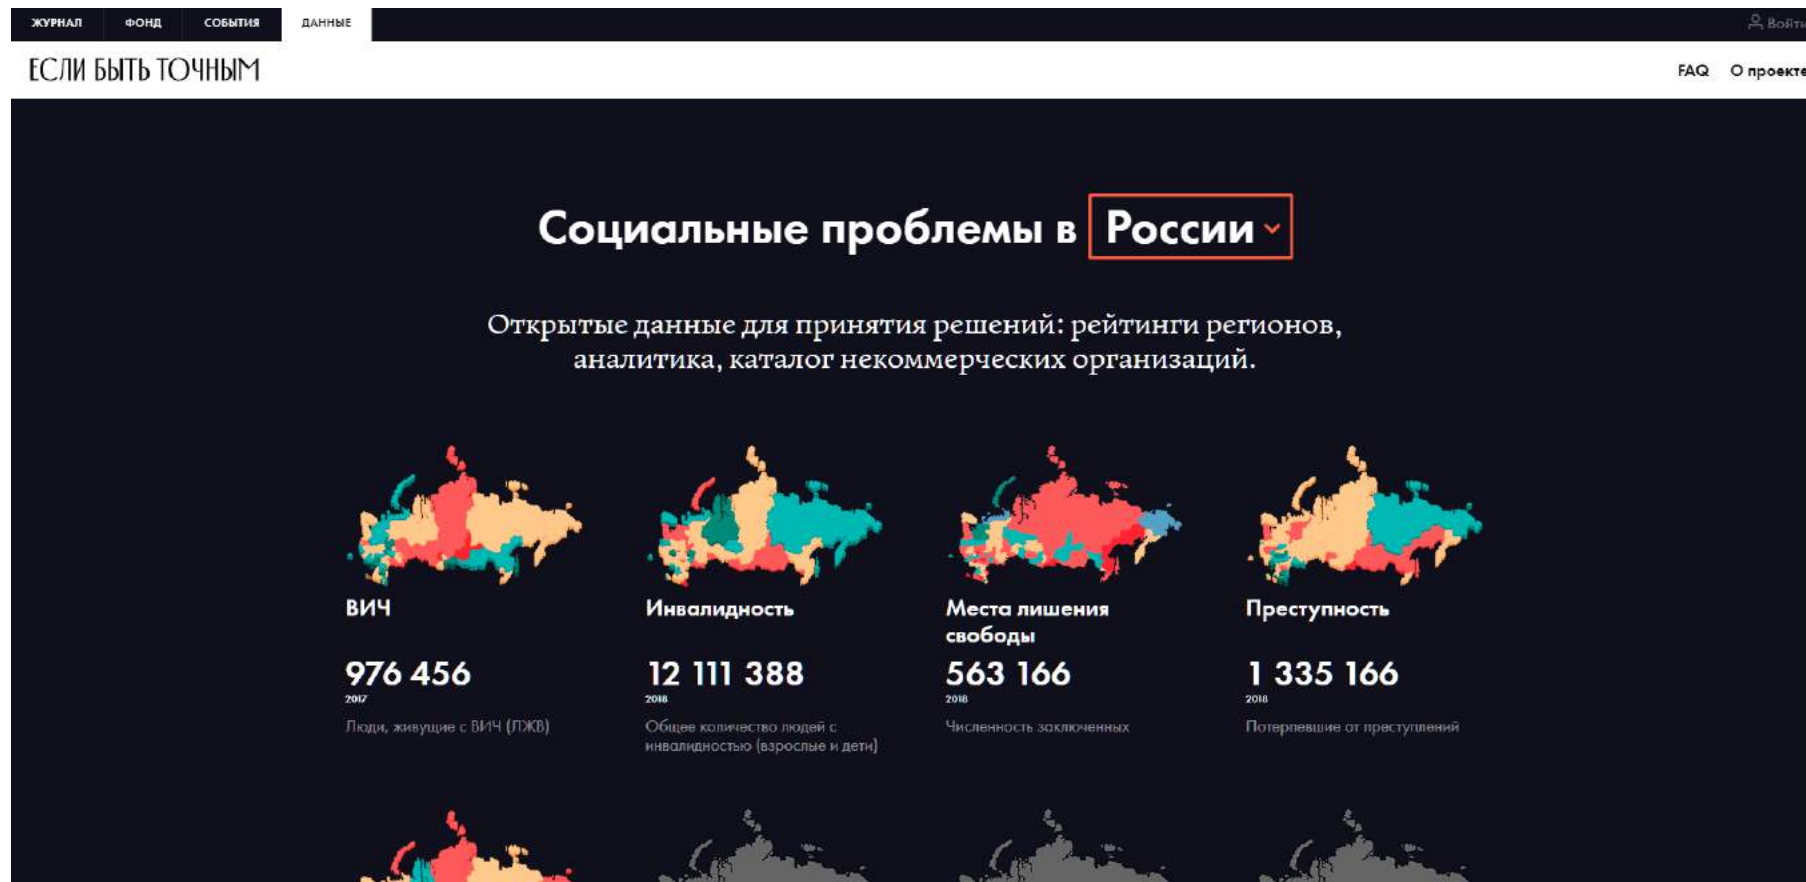 ЖУРНАЛ ФОНД СОБЫТИЯ ДАННЫЕ Войти
ЕСЛИ БЫТЬ ТОЧНЫМ FAQ О проекте
Социальные проблемы в России
Открытые данные для принятия решений: рейтинги регионов,
аналитика, каталог некоммерческих организаций.
ВИЧ
976 456
2017
Люди, живущие с ВИЧ (ЛЖВ)
Инвалидность
12 111 388
2018
Общее количество людей с
инвалидностью (взрослые и дети)
Места лишения
свободы
563 166
2018
Численность заключенных
Преступность
1 335 166
2018
Потерпевшие от преступлений